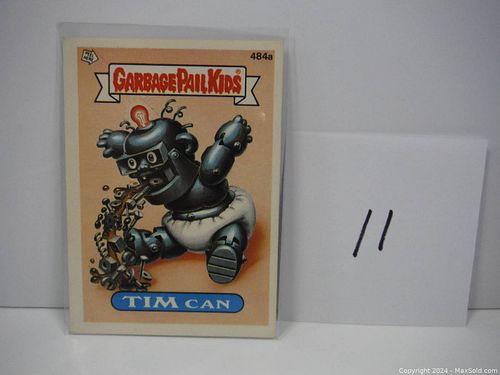 484a
GARBAGE PAIL KIDS
TIM CAN
11
Copyright 2024 - MaxSold.com